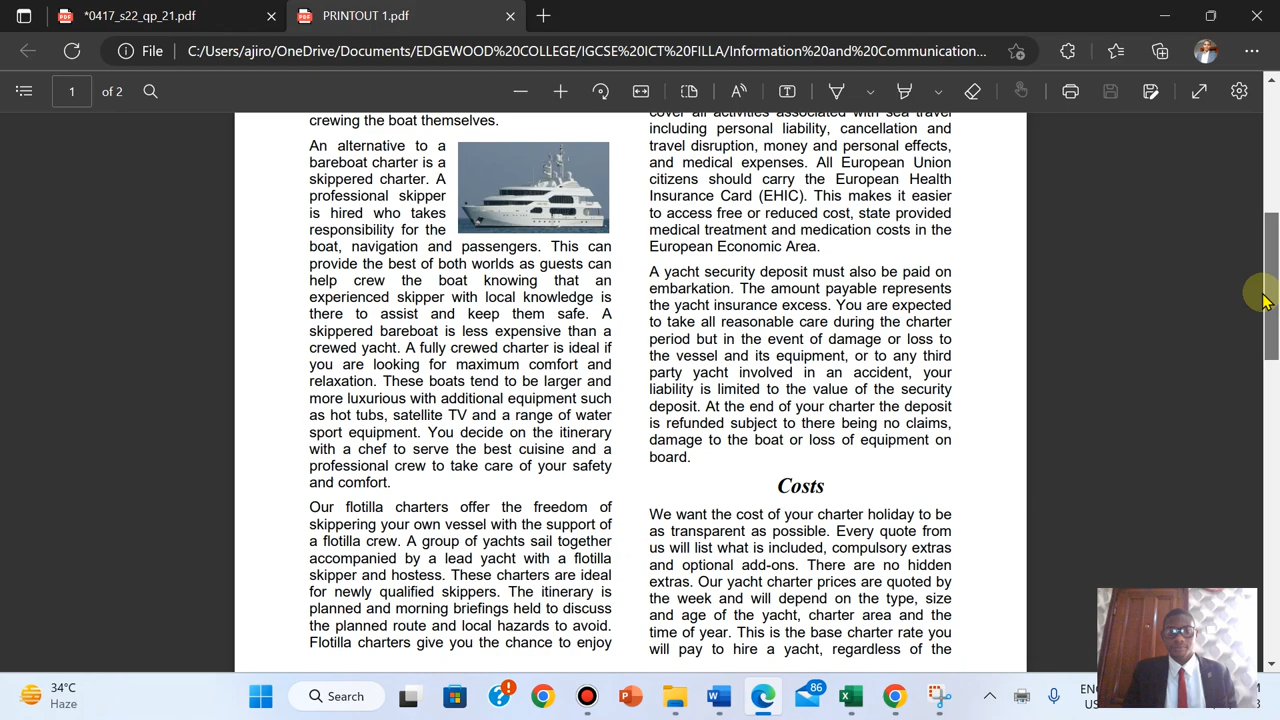 *0417_s22_qp_21.pdf
PRINTOUT 1.pdf
File
C:/Users/ajiro/OneDrive/Documents/EDGEWOOD%20COLLEGE/IGCSE%20ICT%20FILLA/Information%20and%20Communication...
1 of 2
crewing the boat themselves.
An alternative to a
bareboat charter is a
skippered charter. A
professional skipper
is hired who takes
responsibility for the
boat, navigation and passengers. This can
provide the best of both worlds as guests can
help crew the boat knowing that an
experienced skipper with local knowledge is
there to assist and keep them safe. A
skippered bareboat is less expensive than a
crewed yacht. A fully crewed charter is ideal if
you are looking for maximum comfort and
relaxation. These boats tend to be larger and
more luxurious with additional equipment such
as hot tubs, satellite TV and a range of water
sport equipment. You decide on the itinerary
with a chef to serve the best cuisine and a
professional crew to take care of your safety
and comfort.
Our flotilla charters offer the freedom of
skippering your own vessel with the support of
a flotilla crew. A group of yachts sail together
accompanied by a lead yacht with a flotilla
skipper and hostess. These charters are ideal
for newly qualified skippers. The itinerary is
planned and morning briefings held to discuss
the planned route and local hazards to avoid.
Flotilla charters give you the chance to enjoy
cover all activities associated with sea travel
including personal liability, cancellation and
travel disruption, money and personal effects,
and medical expenses. All European Union
citizens should carry the European Health
Insurance Card (EHIC). This makes it easier
to access free or reduced cost, state provided
medical treatment and medication costs in the
European Economic Area.
A yacht security deposit must also be paid on
embarkation. The amount payable represents
the yacht insurance excess. You are expected
to take all reasonable care during the charter
period but in the event of damage or loss to
the vessel and its equipment, or to any third
party yacht involved in an accident, your
liability is limited to the value of the security
deposit. At the end of your charter the deposit
is refunded subject to there being no claims,
damage to the boat or loss of equipment on
board.
Costs
We want the cost of your charter holiday to be
as transparent as possible. Every quote from
us will list what is included, compulsory extras
and optional add-ons. There are no hidden
extras. Our yacht charter prices are quoted by
the week and will depend on the type, size
and age of the yacht, charter area and the
time of year. This is the base charter rate you
will pay to hire a yacht, regardless of the
34°C
Haze
Search
86
ENG
US